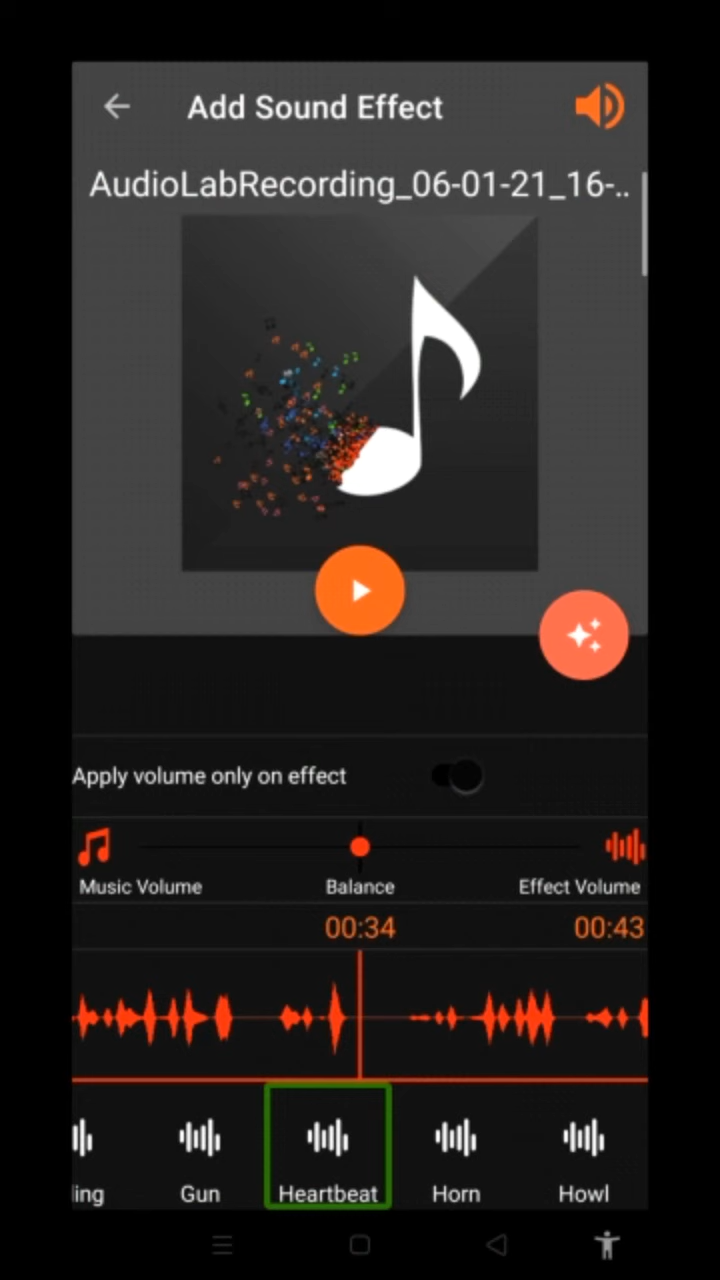 Add Sound Effect
AudioLabRecording_06-01-21_16-..
Apply volume only on effect
Music Volume Balance Effect Volume
00:34 00:43
ling Gun Heartbeat Horn Howl